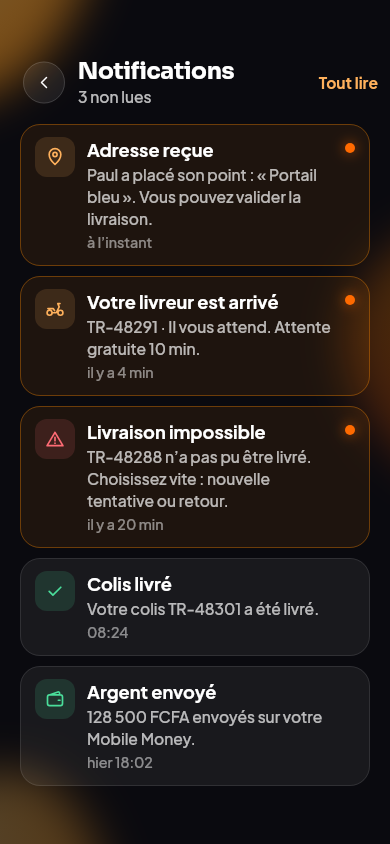 Notifications
3 non lues
Tout lire
Adresse reçue
Paul a placé son point : « Portail
bleu ». Vous pouvez valider la
livraison.
à l’instant
Votre livreur est arrivé
TR-48291 · Il vous attend. Attente
gratuite 10 min.
il y a 4 min
Livraison impossible
TR-48288 n’a pas pu être livré.
Choisissez vite : nouvelle
tentative ou retour.
il y a 20 min
Colis livré
Votre colis TR-48301 a été livré.
08:24
Argent envoyé
128 500 FCFA envoyés sur votre
Mobile Money.
hier 18:02